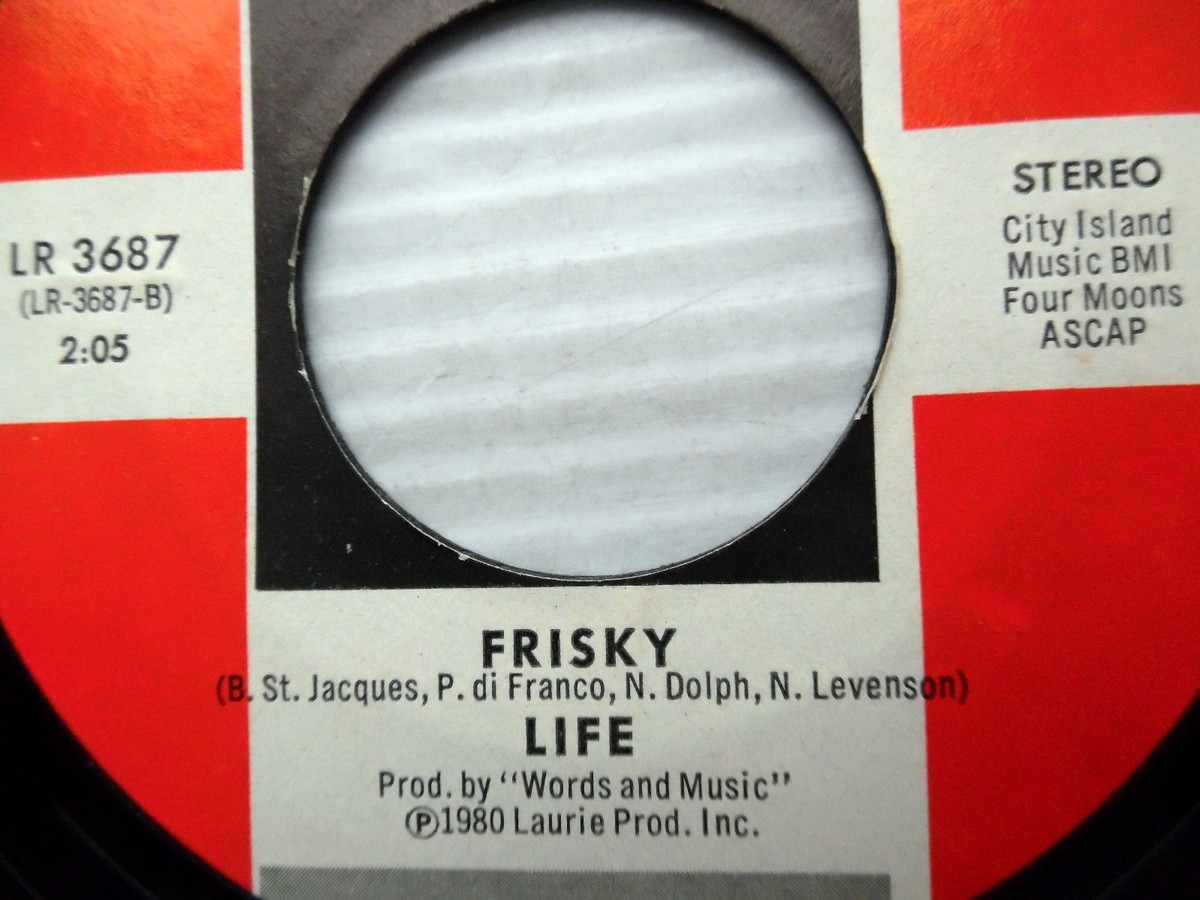 LR 3687
(LR-3687-B)
2:05
STEREO
City Island
Music BMI
Four Moons
ASCAP
FRISKY
(B. St. Jacques, P. di Franco, N. Dolph, N. Levenson)
LIFE
Prod. by "Words and Music"
℗1980 Laurie Prod. Inc.